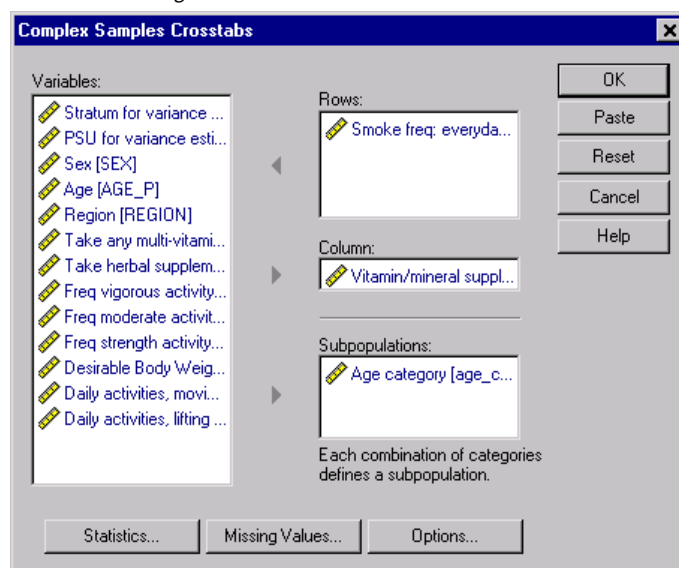 Complex Samples Crosstabs
Variables:
Stratum for variance ...
PSU for variance esti...
Sex [SEX]
Age [AGE_P]
Region [REGION]
Take any multi-vitami...
Take herbal supplem...
Freq vigorous activity...
Freq moderate activit...
Freq strength activity...
Desirable Body Weig...
Daily activities, movi...
Daily activities, lifting ...
Rows:
Smoke freq: everyda...
Column:
Vitamin/mineral suppl...
Subpopulations:
Age category [age_c...
Each combination of categories
defines a subpopulation.
OK
Paste
Reset
Cancel
Help
Statistics...
Missing Values...
Options...